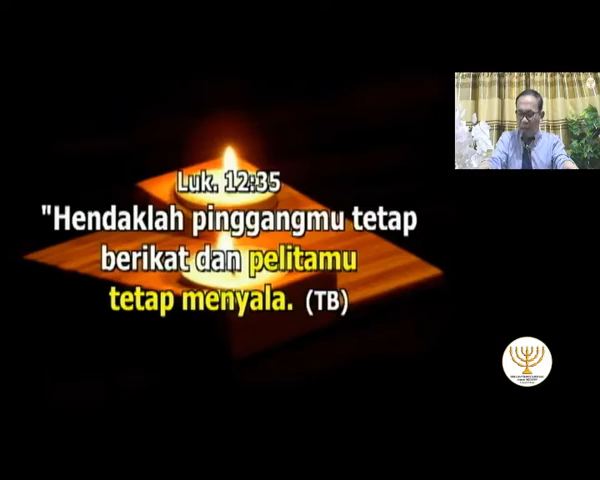 Luk. 12:35
"Hendaklah pinggangmu tetap
berikat dan pelitamu
tetap menyala. (TB)